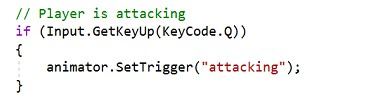 // Player is attacking
if (Input.GetKeyUp(KeyCode.Q))
{
    animator.SetTrigger("attacking");
}